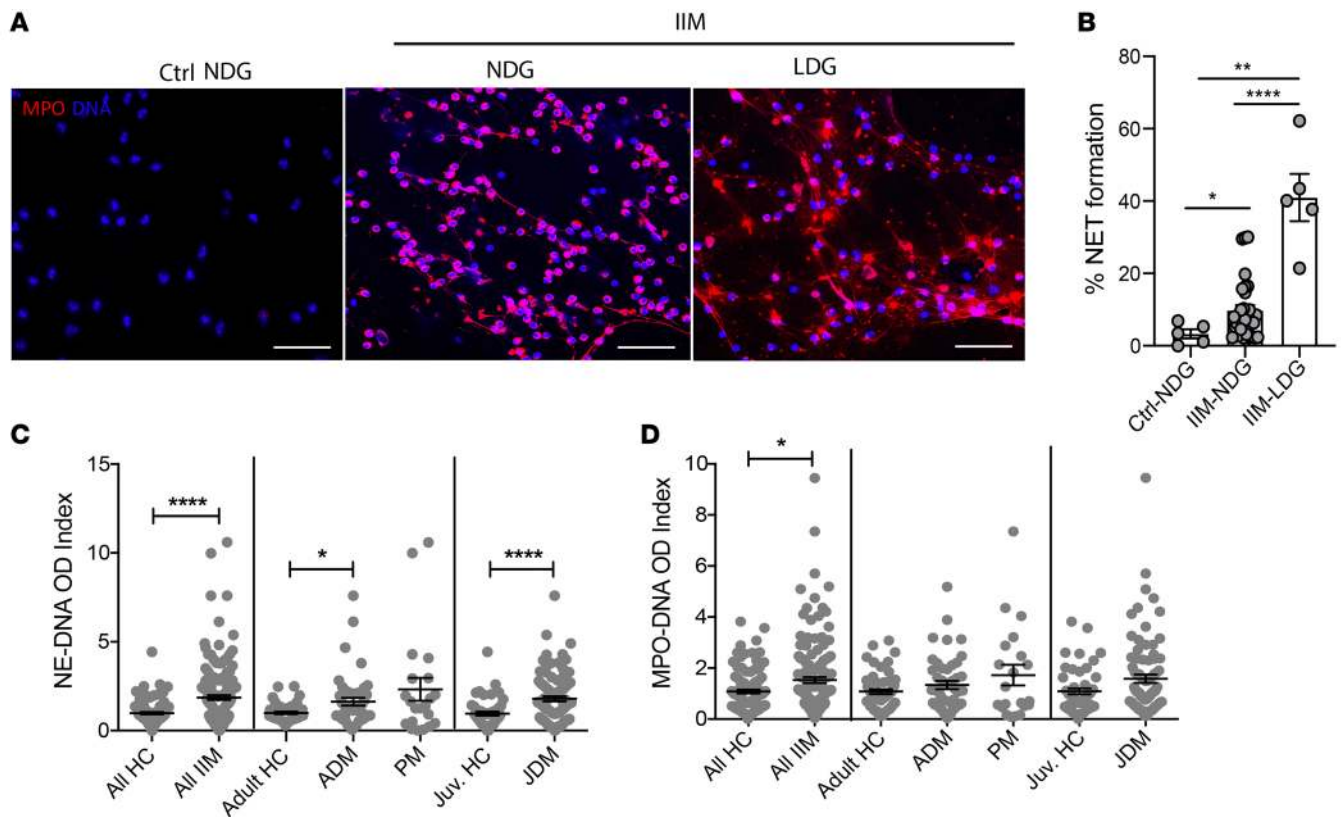 A
IIM
Ctrl NDG
NDG
LDG
MPO DNA
B
% NET formation
80
60
40
20
0
**
****
*
Ctrl-NDG
IIM-NDG
IIM-LDG
C
NE-DNA OD Index
15
10
5
0
****
*
****
All HC
All IIM
Adult HC
ADM
PM
Juv. HC
JDM
D
MPO-DNA OD Index
10
8
6
4
2
0
*
All HC
All IIM
Adult HC
ADM
PM
Juv. HC
JDM